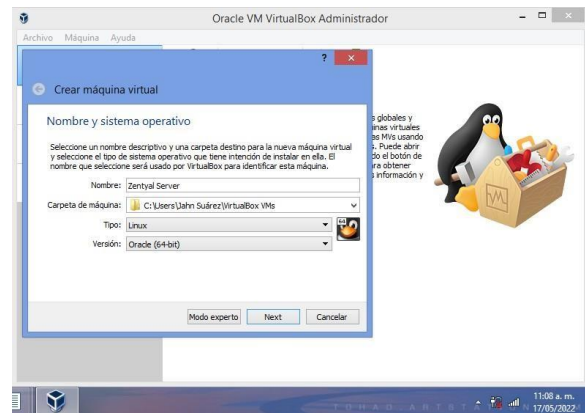 Oracle VM VirtualBox Administrador
Archivo Máquina Ayuda
?
Crear máquina virtual
Nombre y sistema operativo
Seleccione un nombre descriptivo y una carpeta destino para la nueva máquina virtual
y seleccione el tipo de sistema operativo que tiene intención de instalar en ella. El
nombre que seleccione será usado por VirtualBox para identificar esta máquina.
Nombre: Zentyal Server
Carpeta de máquina: C:\Users\Jahn Suárez\VirtualBox VMs
Tipo: Linux
64
Versión: Oracle (64-bit)
Modo experto Next Cancelar
s globales y
inas virtuales
as MVs usando
s. Puede abrir
do el botón de
ra obtener
s información y
11:08 a. m.
17/05/2022